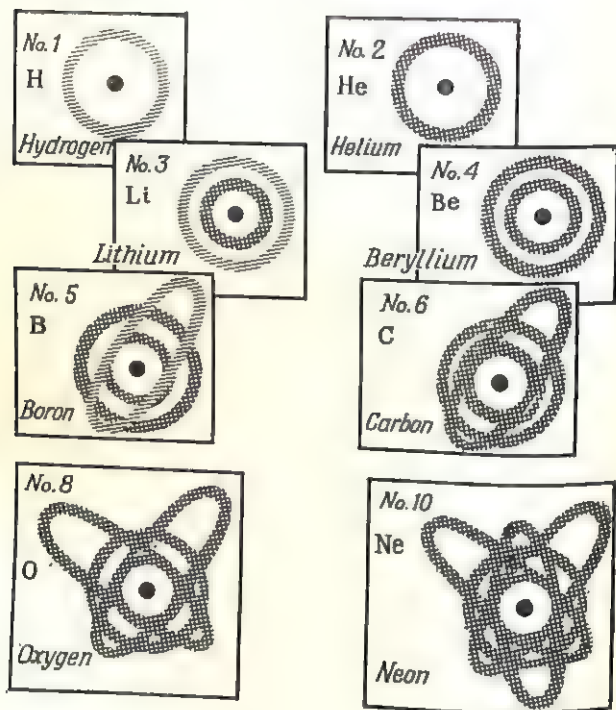 No. 1
H
Hydrogen
No. 2
He
Helium
No. 3
Li
Lithium
No. 4
Be
Beryllium
No. 5
B
Boron
No. 6
C
Carbon
No. 8
O
Oxygen
No. 10
Ne
Neon